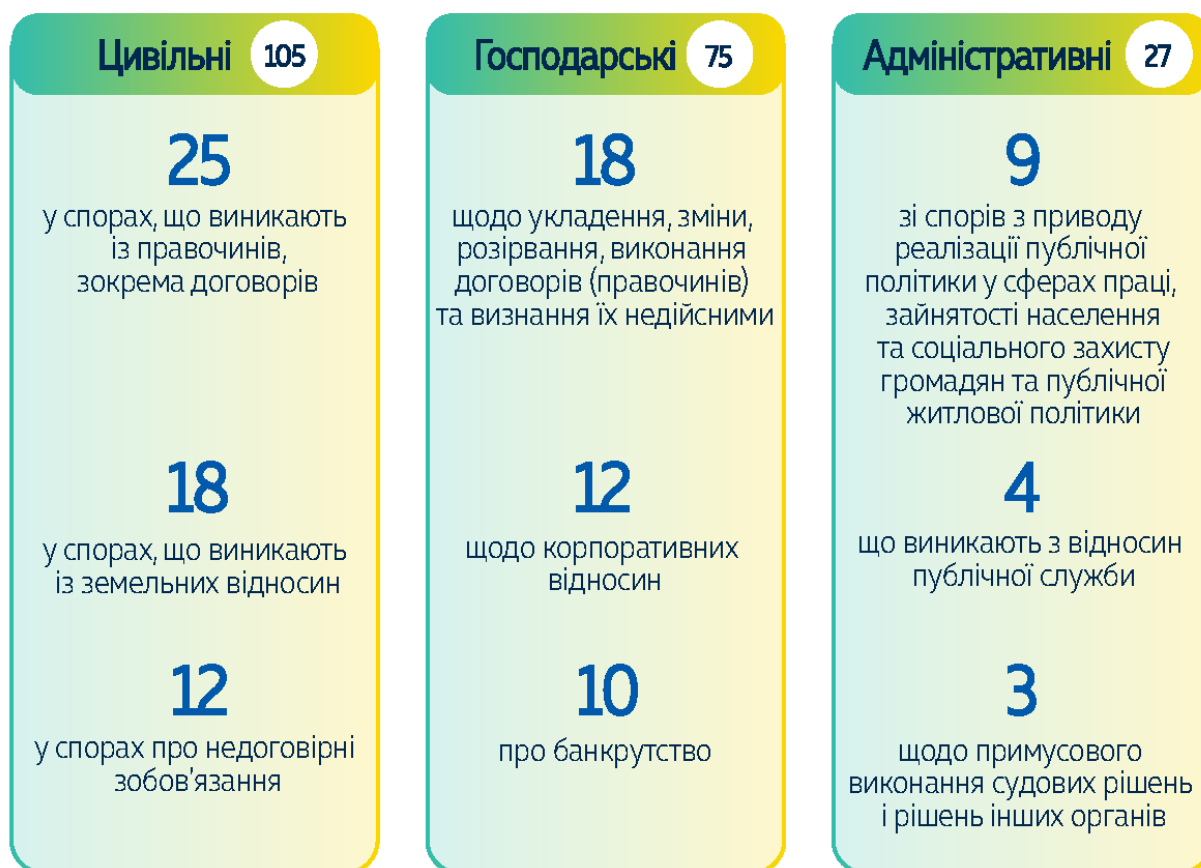 Цивільні 105
25
у спорах, що виникають
із правочинів,
зокрема договорів
18
у спорах, що виникають
із земельних відносин
12
у спорах про недоговірні
зобов'язання
Господарські 75
18
щодо укладення, зміни,
розірвання, виконання
договорів (правочинів)
та визнання їх недійсними
12
щодо корпоративних
відносин
10
про банкрутство
Адміністративні 27
9
зі спорів з приводу
реалізації публічної
політики у сферах праці,
зайнятості населення
та соціального захисту
громадян та публічної
житлової політики
4
що виникають з відносин
публічної служби
3
щодо примусового
виконання судових рішень
і рішень інших органів